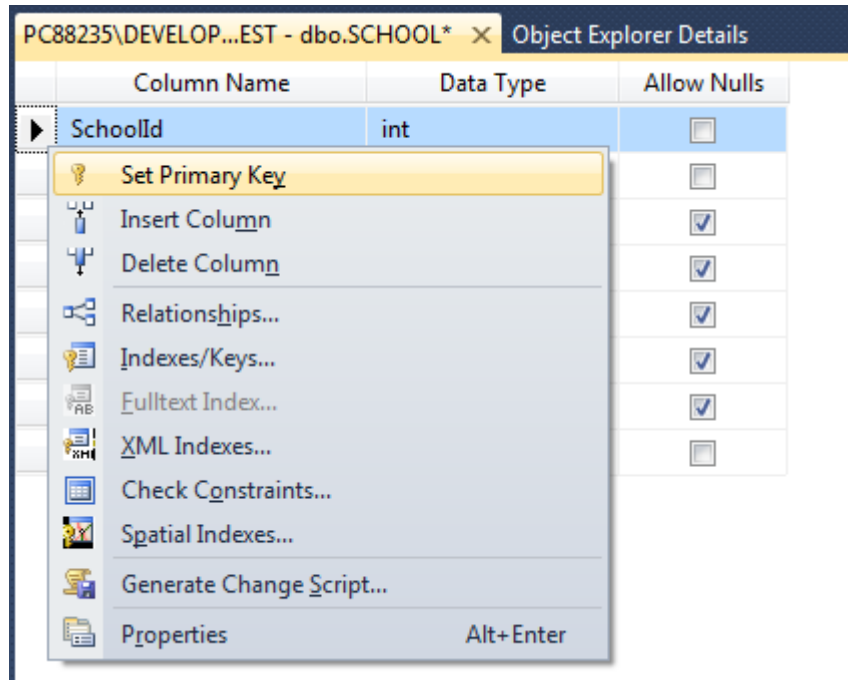 PC88235\DEVELOP...EST - dbo.SCHOOL* Object Explorer Details
Column Name Data Type Allow Nulls
SchoolId int
Set Primary Key
Insert Column
Delete Column
Relationships...
Indexes/Keys...
Fulltext Index...
XML Indexes...
Check Constraints...
Spatial Indexes...
Generate Change Script...
Properties Alt+Enter